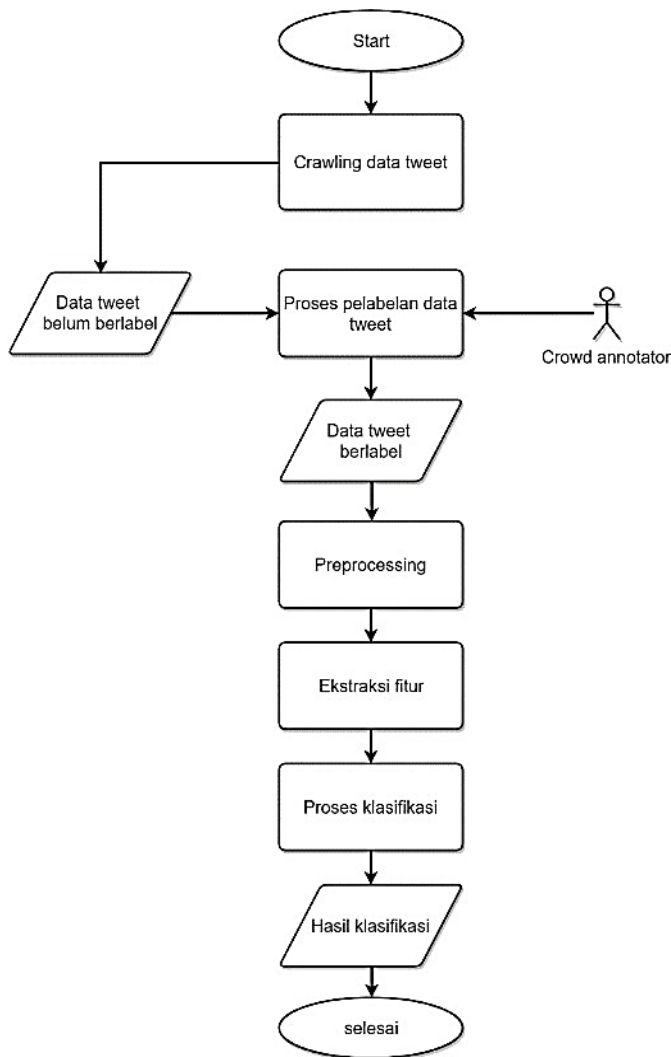 Start
Crawling data tweet
Data tweet
belum berlabel
Proses pelabelan data
tweet
Crowd annotator
Data tweet
berlabel
Preprocessing
Ekstraksi fitur
Proses klasifikasi
Hasil klasifikasi
selesai